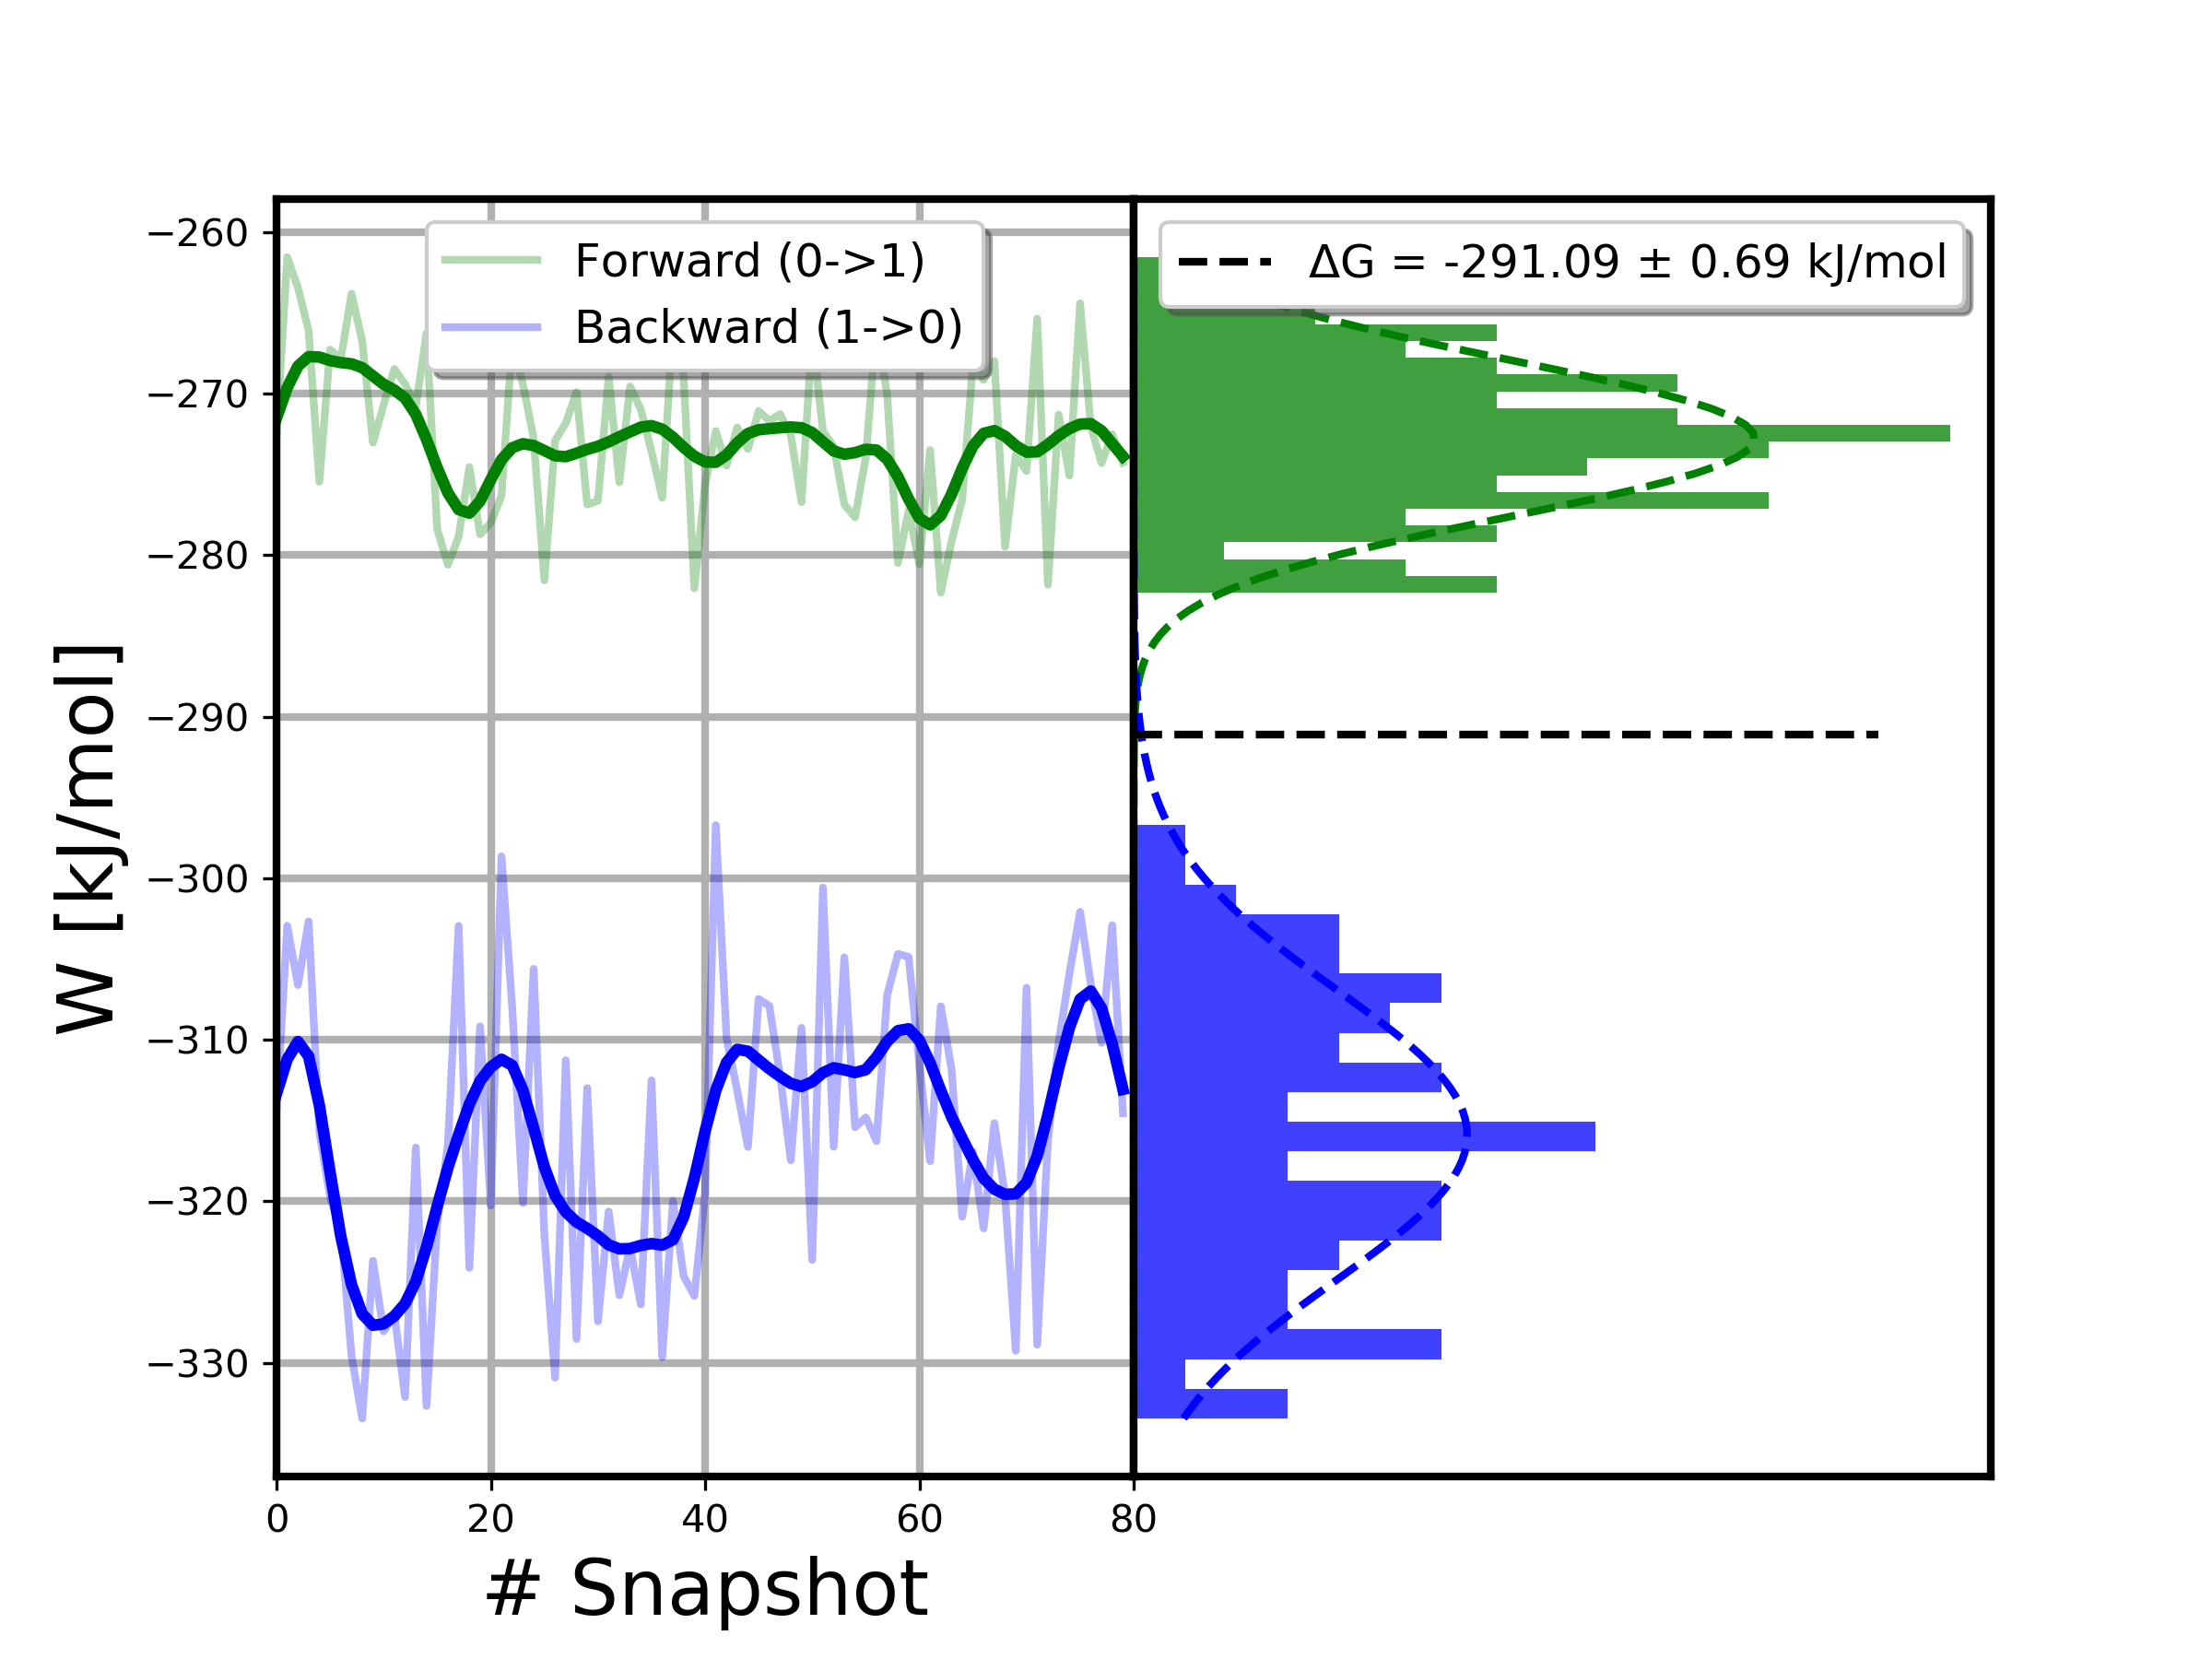 Forward (0->1)
Backward (1->0)
ΔG = -291.09 ± 0.69 kJ/mol
W [kJ/mol]
−260
−270
−280
−290
−300
−310
−320
−330
0 20 40 60 80
# Snapshot